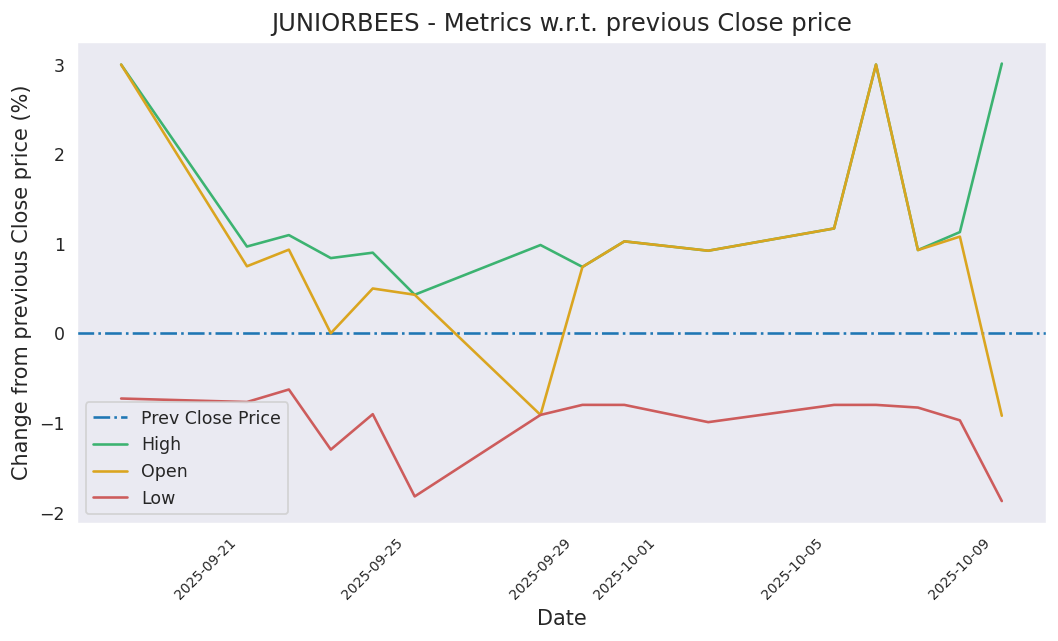 JUNIORBEES - Metrics w.r.t. previous Close price
Change from previous Close price (%)
3
2
1
0
−1
−2
Prev Close Price
High
Open
Low
2025-09-21
2025-09-25
2025-09-29
2025-10-01
2025-10-05
2025-10-09
Date